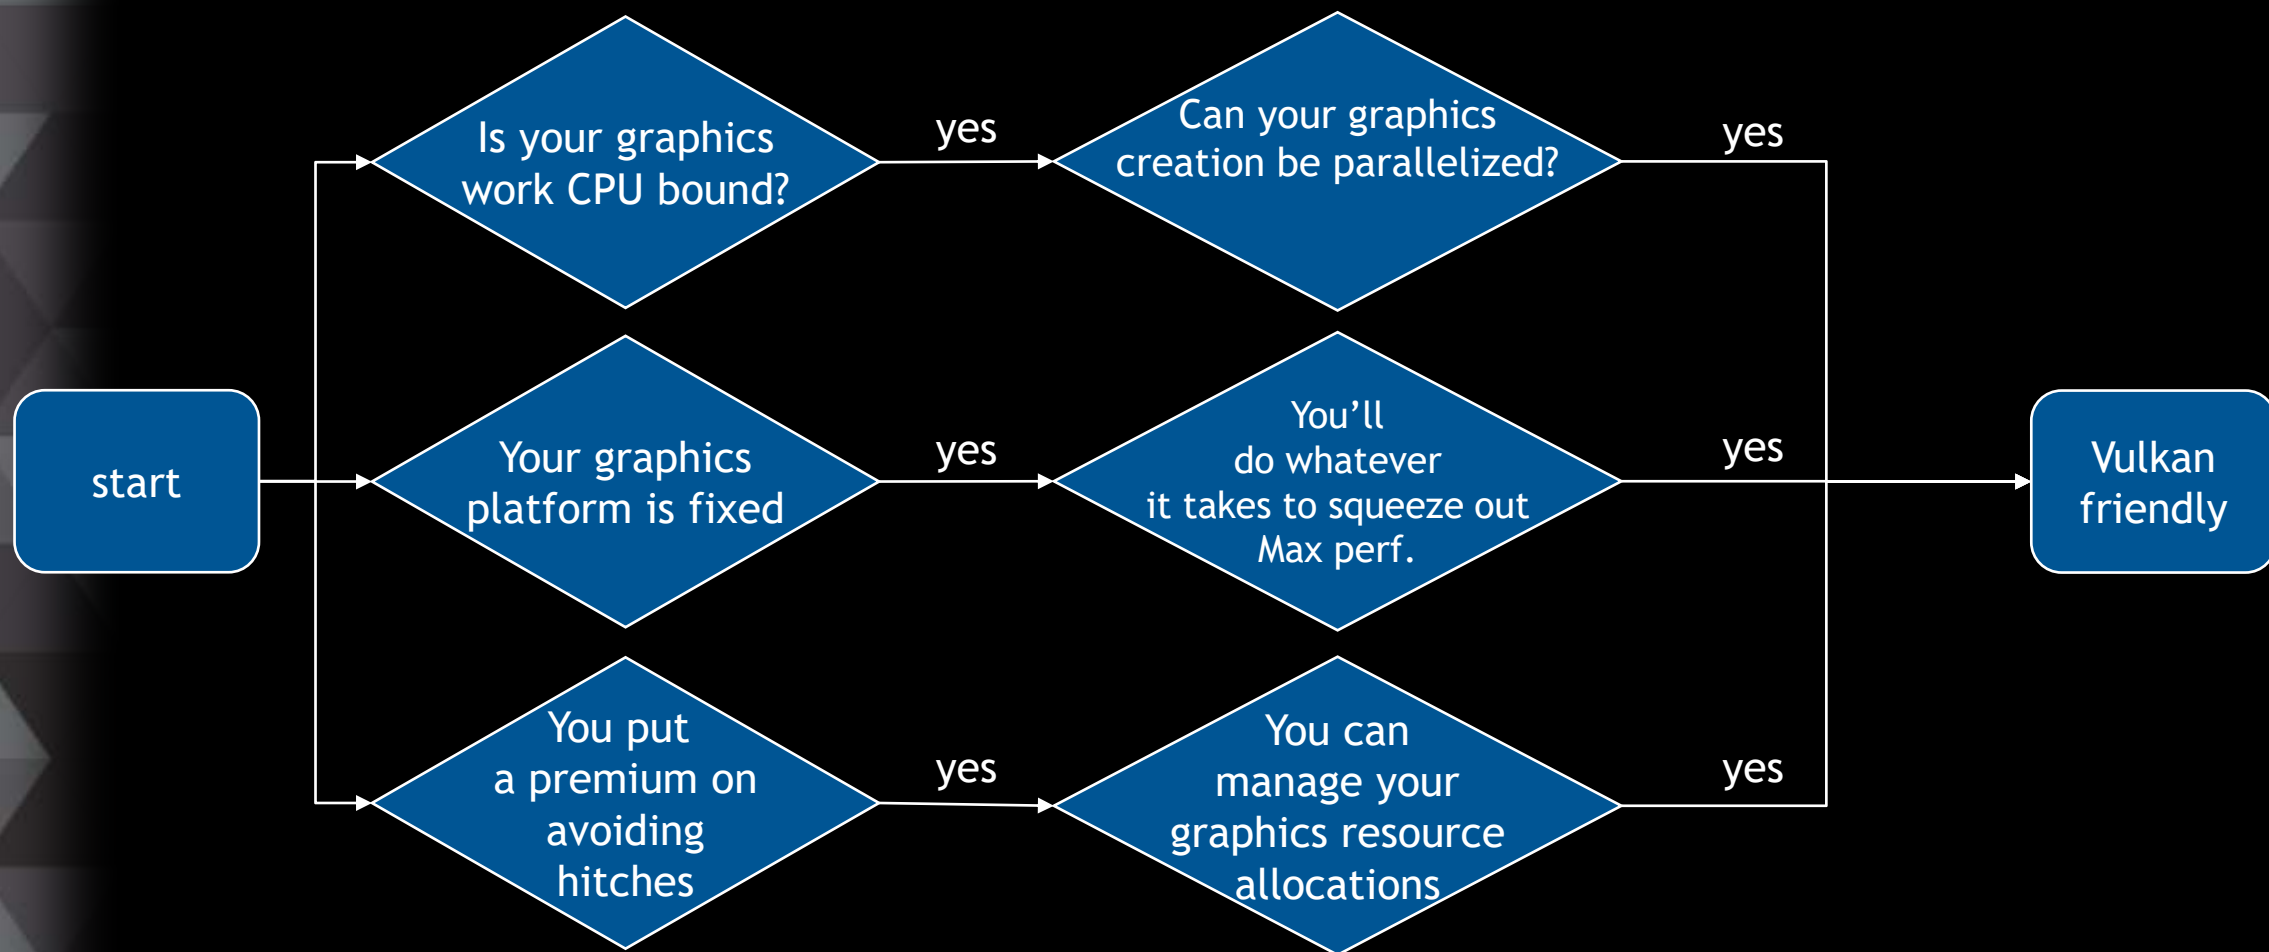 Is your graphics
work CPU bound?
yes
Can your graphics
creation be parallelized?
yes
start
Your graphics
platform is fixed
yes
You’ll
do whatever
it takes to squeeze out
Max perf.
yes
Vulkan
friendly
You put
a premium on
avoiding
hitches
yes
You can
manage your
graphics resource
allocations
yes